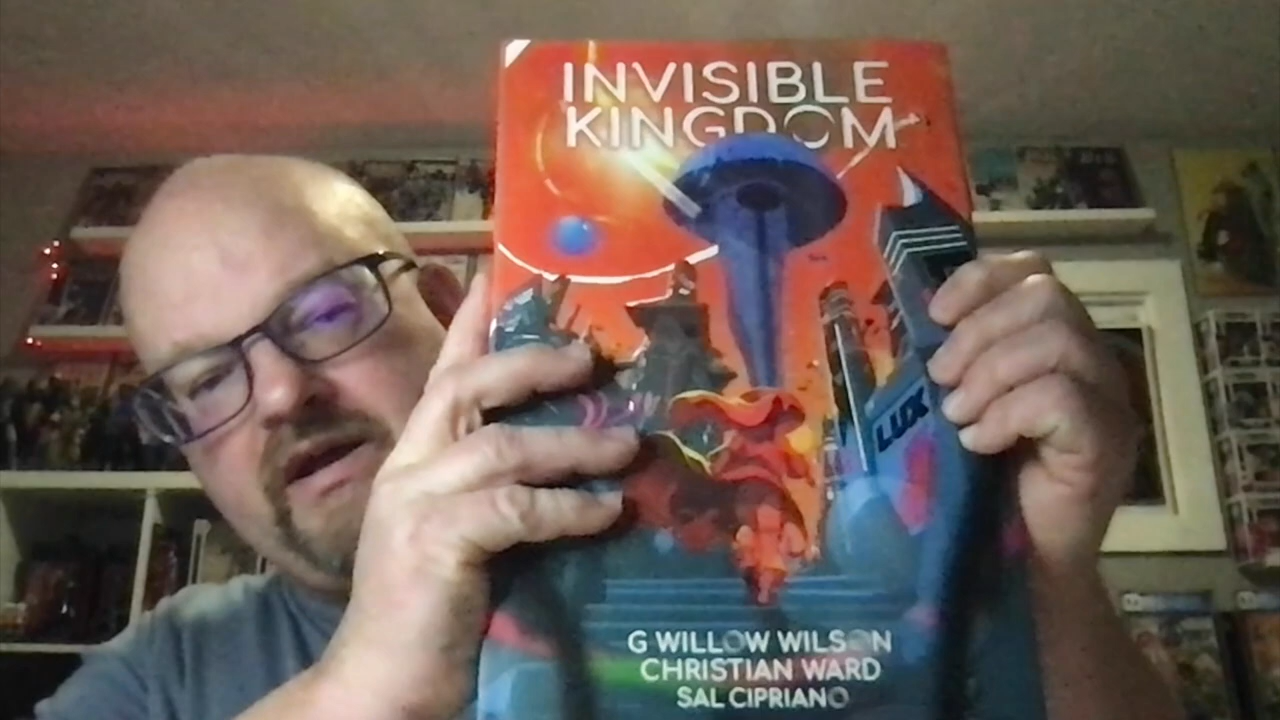 INVISIBLE
KINGDOM
LUX
G WILLOW WILSON
CHRISTIAN WARD
SAL CIPRIANO